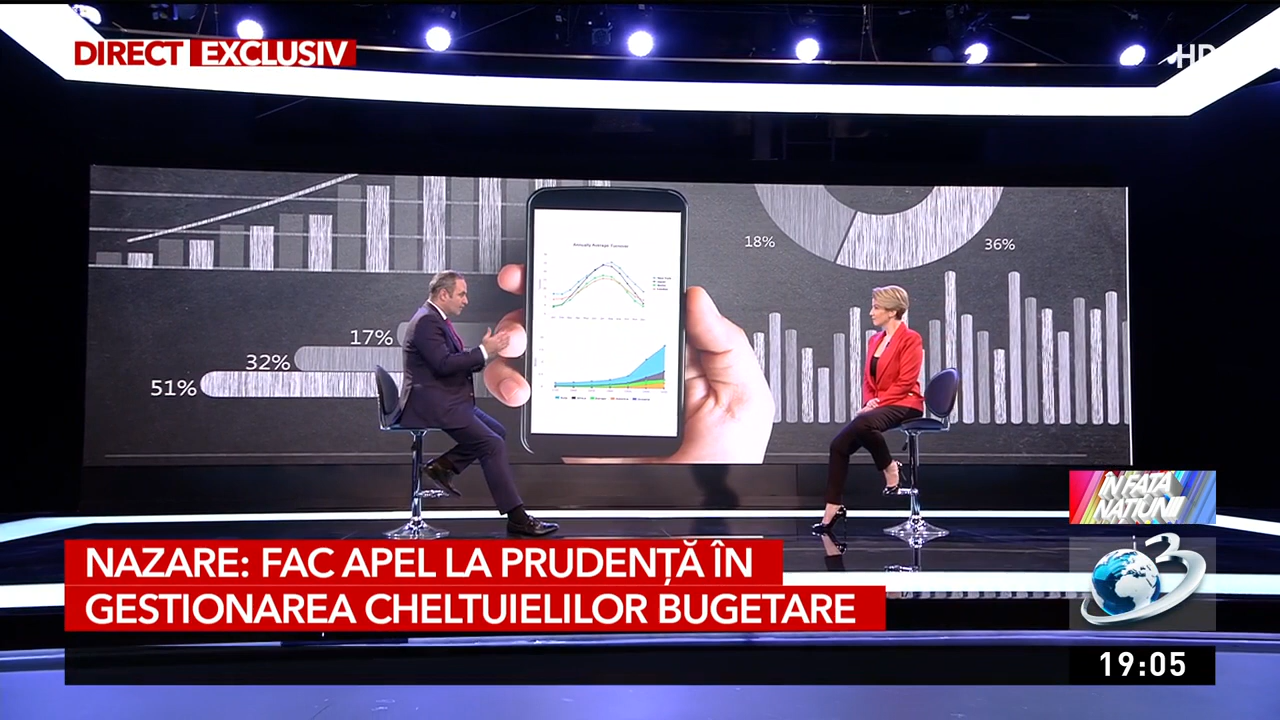 DIRECT EXCLUSIV
HD
18%
36%
Annually Average Turnover
17%
32%
51%
ÎN FAȚA
NAȚIUNII
NAZARE: FAC APEL LA PRUDENȚĂ ÎN
GESTIONAREA CHELTUIELILOR BUGETARE
3
19:05